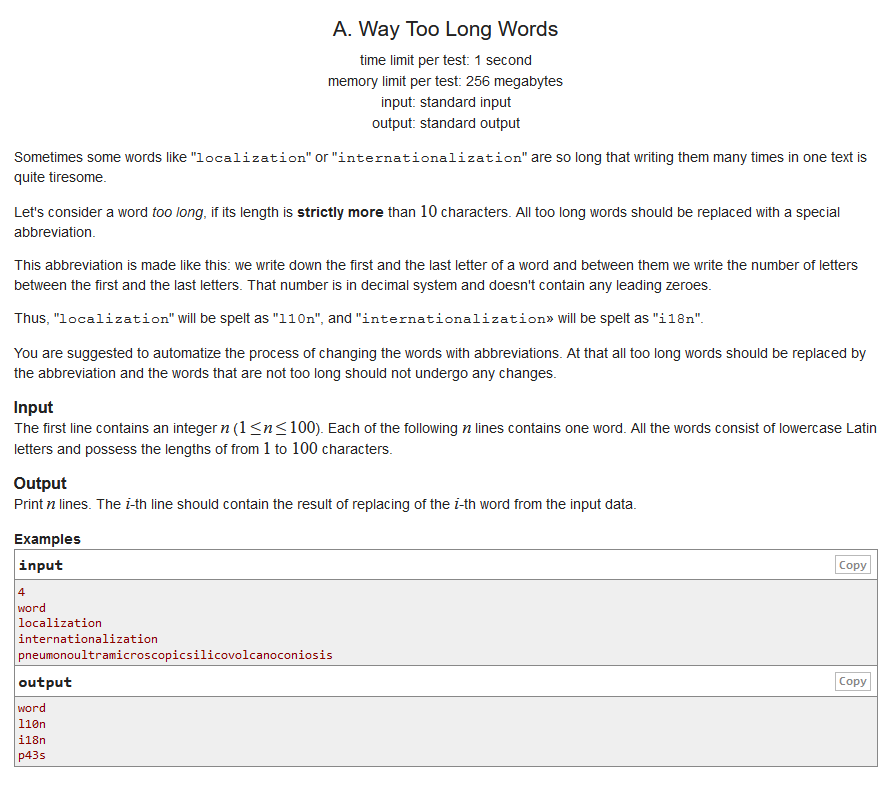 A. Way Too Long Words
time limit per test: 1 second
memory limit per test: 256 megabytes
input: standard input
output: standard output
Sometimes some words like "localization" or "internationalization" are so long that writing them many times in one text is
quite tiresome.
Let's consider a word too long, if its length is strictly more than 10 characters. All too long words should be replaced with a special
abbreviation.
This abbreviation is made like this: we write down the first and the last letter of a word and between them we write the number of letters
between the first and the last letters. That number is in decimal system and doesn't contain any leading zeroes.
Thus, "localization" will be spelt as "l10n", and "internationalization» will be spelt as "i18n".
You are suggested to automatize the process of changing the words with abbreviations. At that all too long words should be replaced by
the abbreviation and the words that are not too long should not undergo any changes.
Input
The first line contains an integer n (1≤n≤100). Each of the following n lines contains one word. All the words consist of lowercase Latin
letters and possess the lengths of from 1 to 100 characters.
Output
Print n lines. The i-th line should contain the result of replacing of the i-th word from the input data.
Examples
input Copy
4
word
localization
internationalization
pneumonoultramicroscopicsilicovolcanoconiosis
output Copy
word
l10n
i18n
p43s